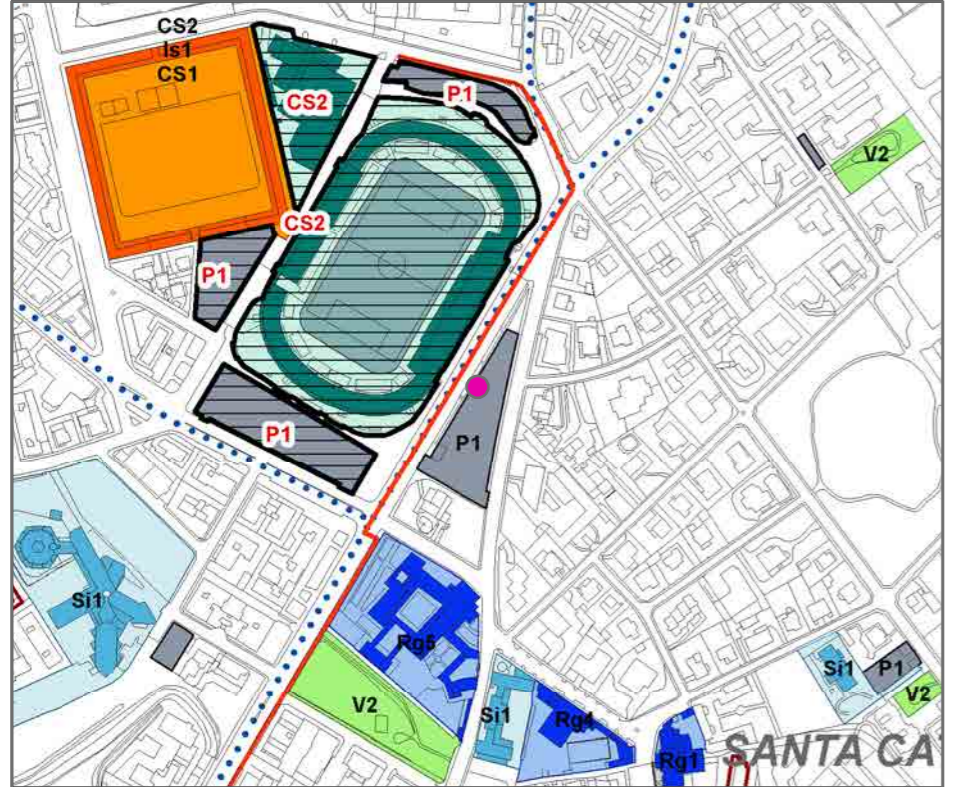 CS2
Is1
CS1
CS2
P1
V2
CS2
P1
P1
P1
Si1
Rg5
V2
Si1
Rg4
Rg1
Si1
P1
V2
SANTA CA